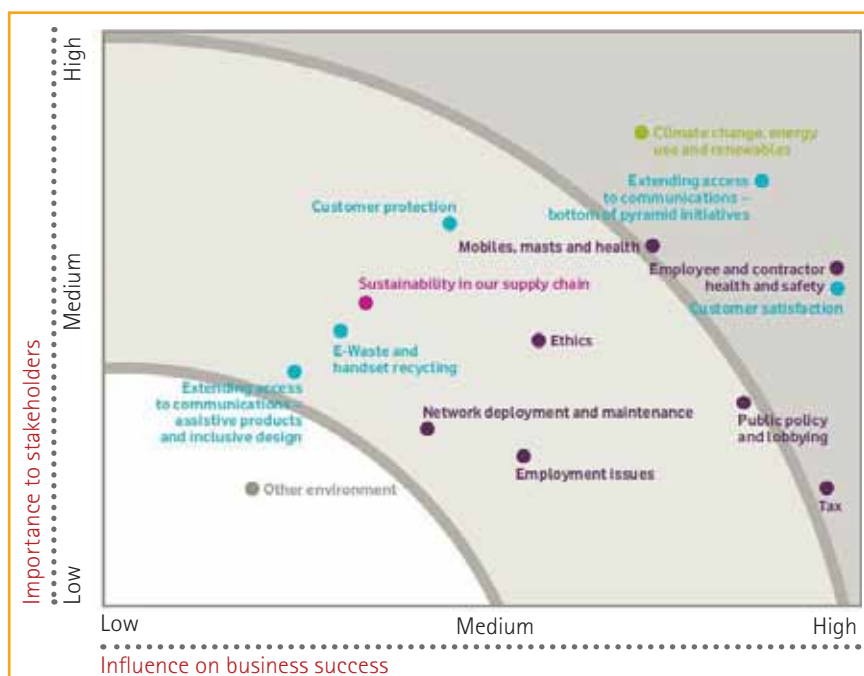 High
Medium
Low
Importance to stakeholders
Climate change, energy
use and renewables
Extending access
to communications –
bottom of pyramid initiatives
Customer protection
Mobiles, masts and health
Employee and contractor
health and safety
Customer satisfaction
Sustainability in our supply chain
E-Waste and
handset recycling
Ethics
Extending access
to communications –
assistive products
and inclusive design
Network deployment and maintenance
Public policy
and lobbying
Employment issues
Other environment
Tax
Low
Medium
High
Influence on business success